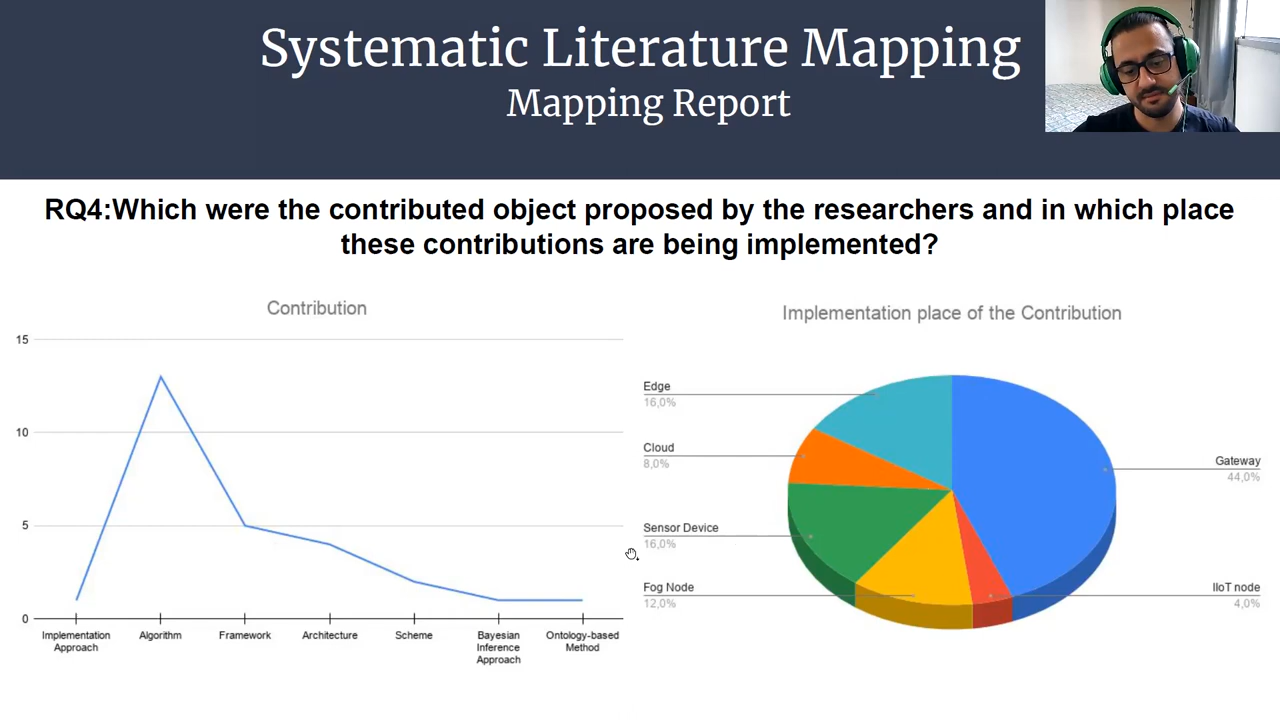 Systematic Literature Mapping
Mapping Report
RQ4:Which were the contributed object proposed by the researchers and in which place
these contributions are being implemented?
Contribution
15
10
5
0
Implementation
Approach
Algorithm
Framework
Architecture
Scheme
Bayesian
Inference
Approach
Ontology-based
Method
Implementation place of the Contribution
Edge
16,0%
Cloud
8,0%
Sensor Device
16,0%
Fog Node
12,0%
Gateway
44,0%
IIoT node
4,0%